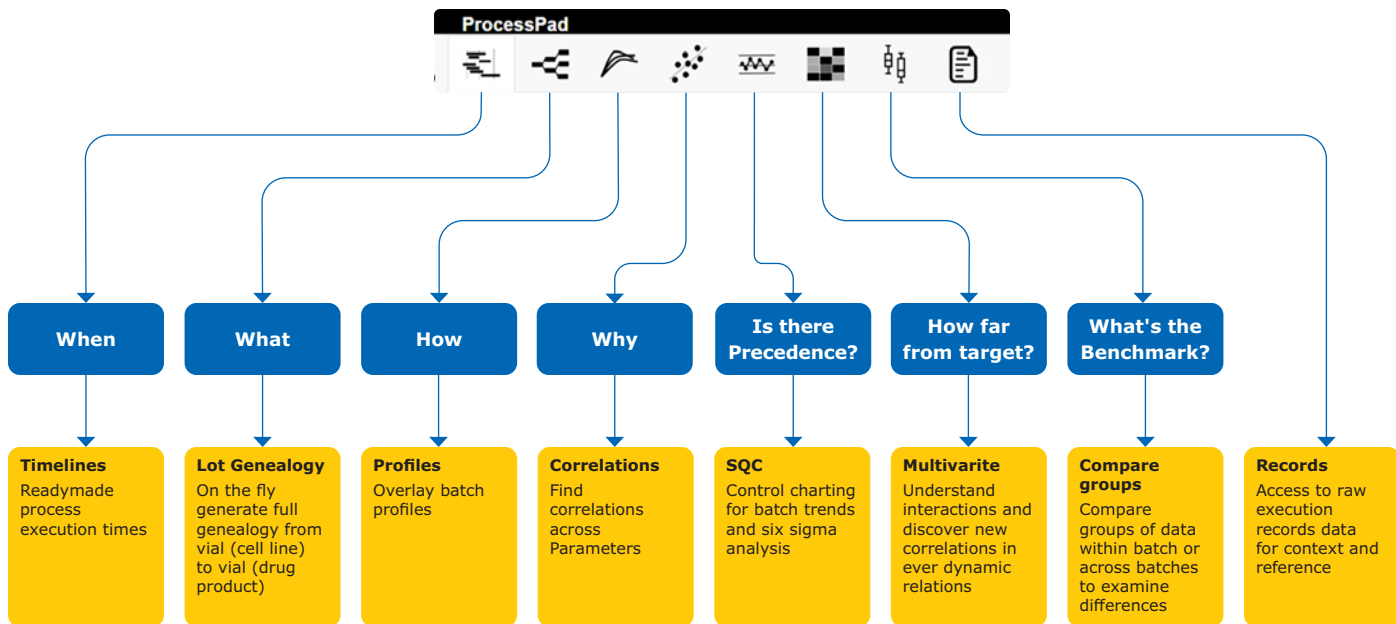 ProcessPad
When
What
How
Why
Is there
Precedence?
How far
from target?
What's the
Benchmark?
Timelines
Readymade
process
execution times
Lot Genealogy
On the fly
generate full
genealogy from
vial (cell line)
to vial (drug
product)
Profiles
Overlay batch
profiles
Correlations
Find
correlations
across
Parameters
SQC
Control charting
for batch trends
and six sigma
analysis
Multivarite
Understand
interactions and
discover new
correlations in
ever dynamic
relations
Compare
groups
Compare
groups of data
within batch or
across batches
to examine
differences
Records
Access to raw
execution
records data
for context and
reference